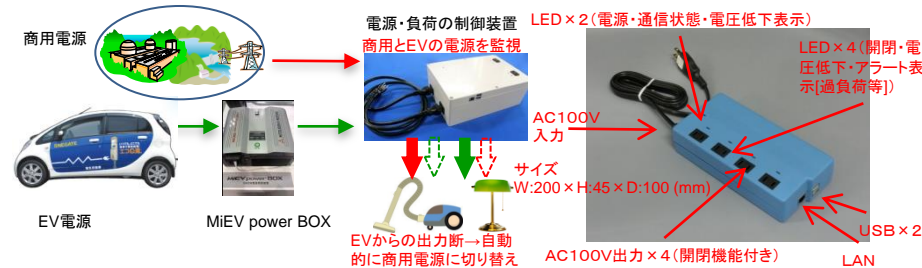 商用電源
電源・負荷の制御装置
商用とEVの電源を監視
EV電源
MiEV power BOX
EVからの出力断→自動
的に商用電源に切り替え
LED×2(電源・通信状態・電圧低下表示)
LED×4(開閉・電
圧低下・アラート表
示[過負荷等])
AC100V
入力
サイズ
W:200×H:45×D:100 (mm)
AC100V出力×4(開閉機能付き)
USB×2
LAN